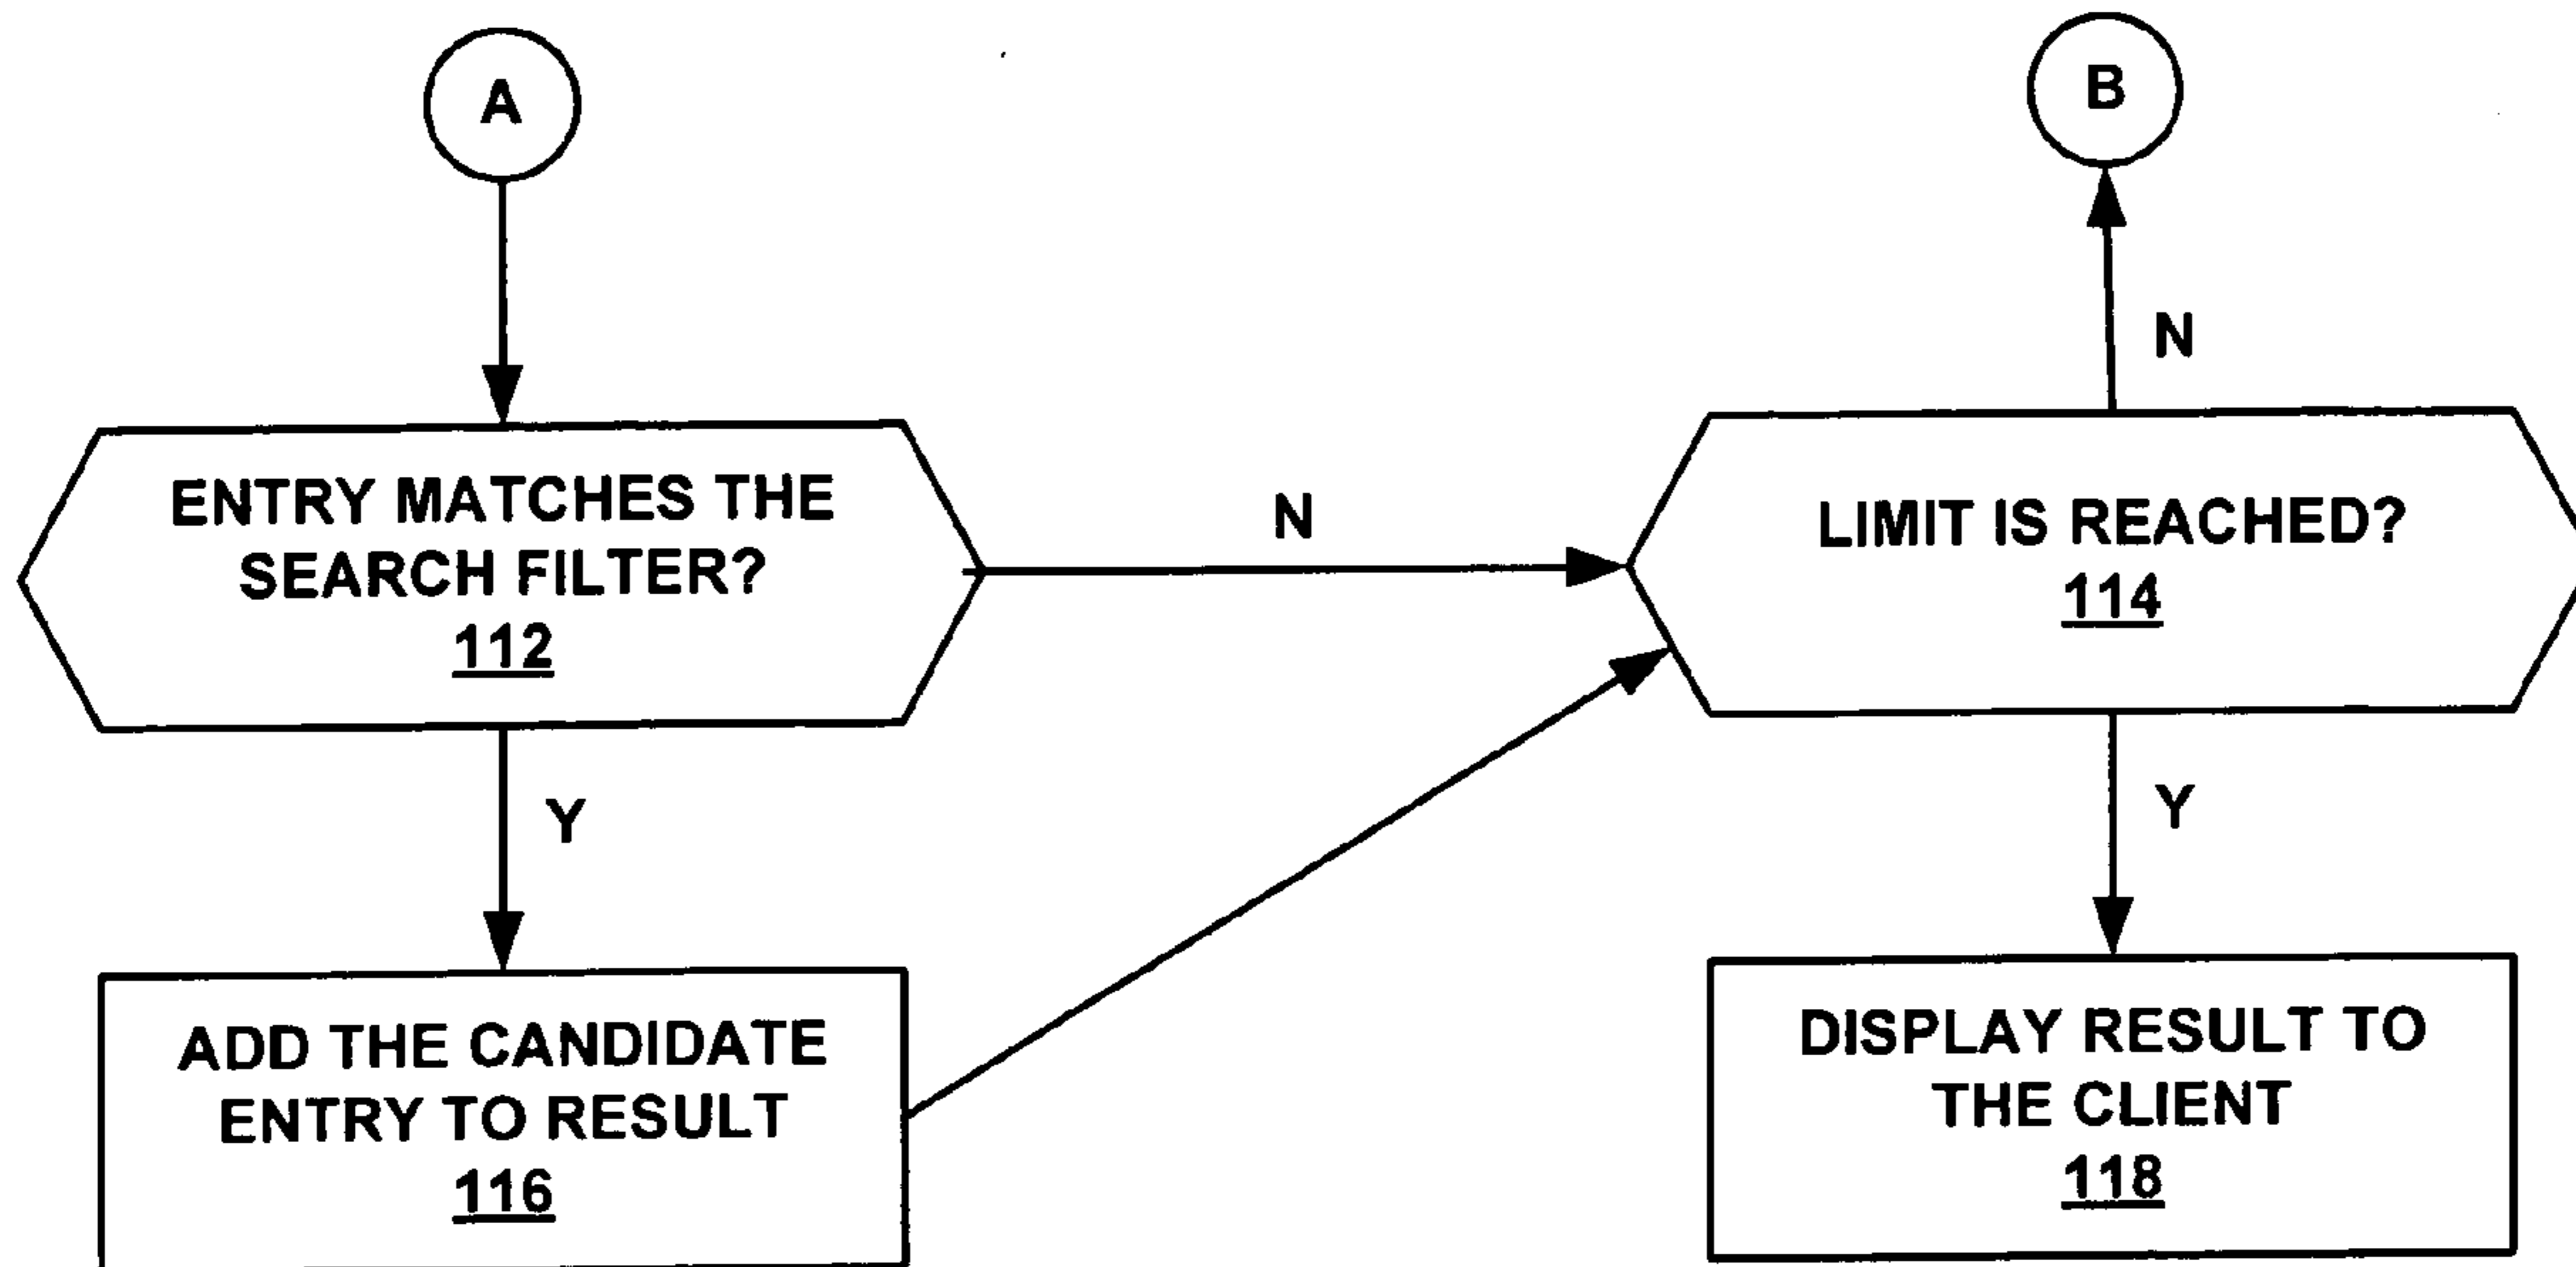 A
B
N
ENTRY MATCHES THE
SEARCH FILTER?
112
N
LIMIT IS REACHED?
114
Y
Y
ADD THE CANDIDATE
ENTRY TO RESULT
116
DISPLAY RESULT TO
THE CLIENT
118